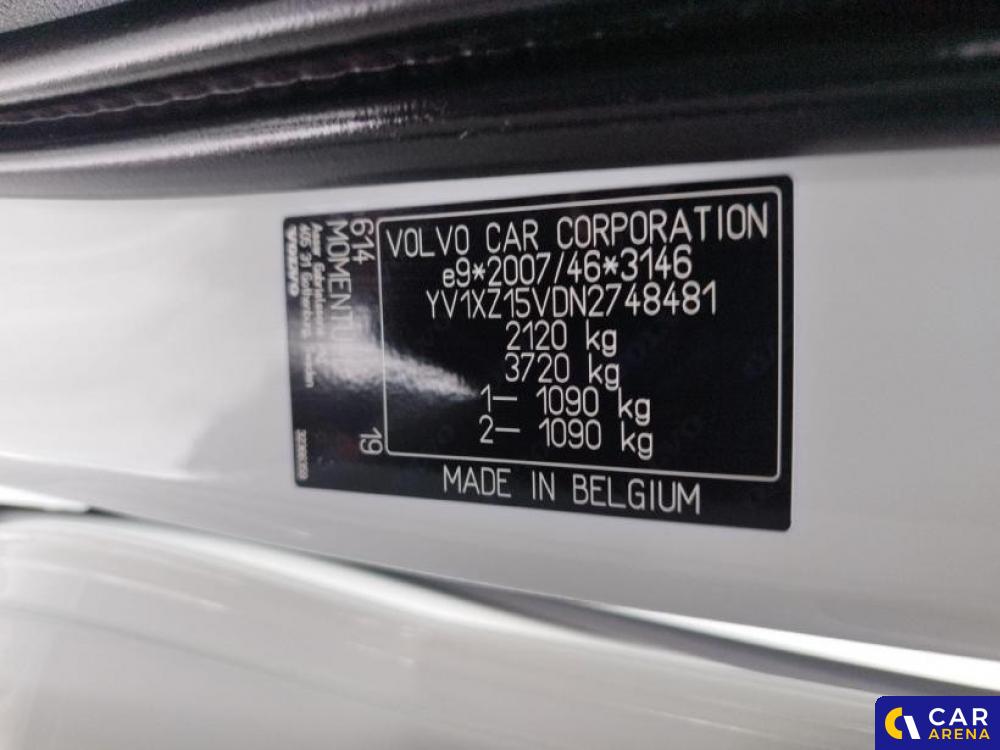 VOLVO CAR CORPORATION
e9*2007/46*3146
YV1XZ15VDN2748481
2120 kg
3720 kg
1— 1090 kg
2— 1090 kg
MADE IN BELGIUM
614
19
VOLVO
CAR
ARENA